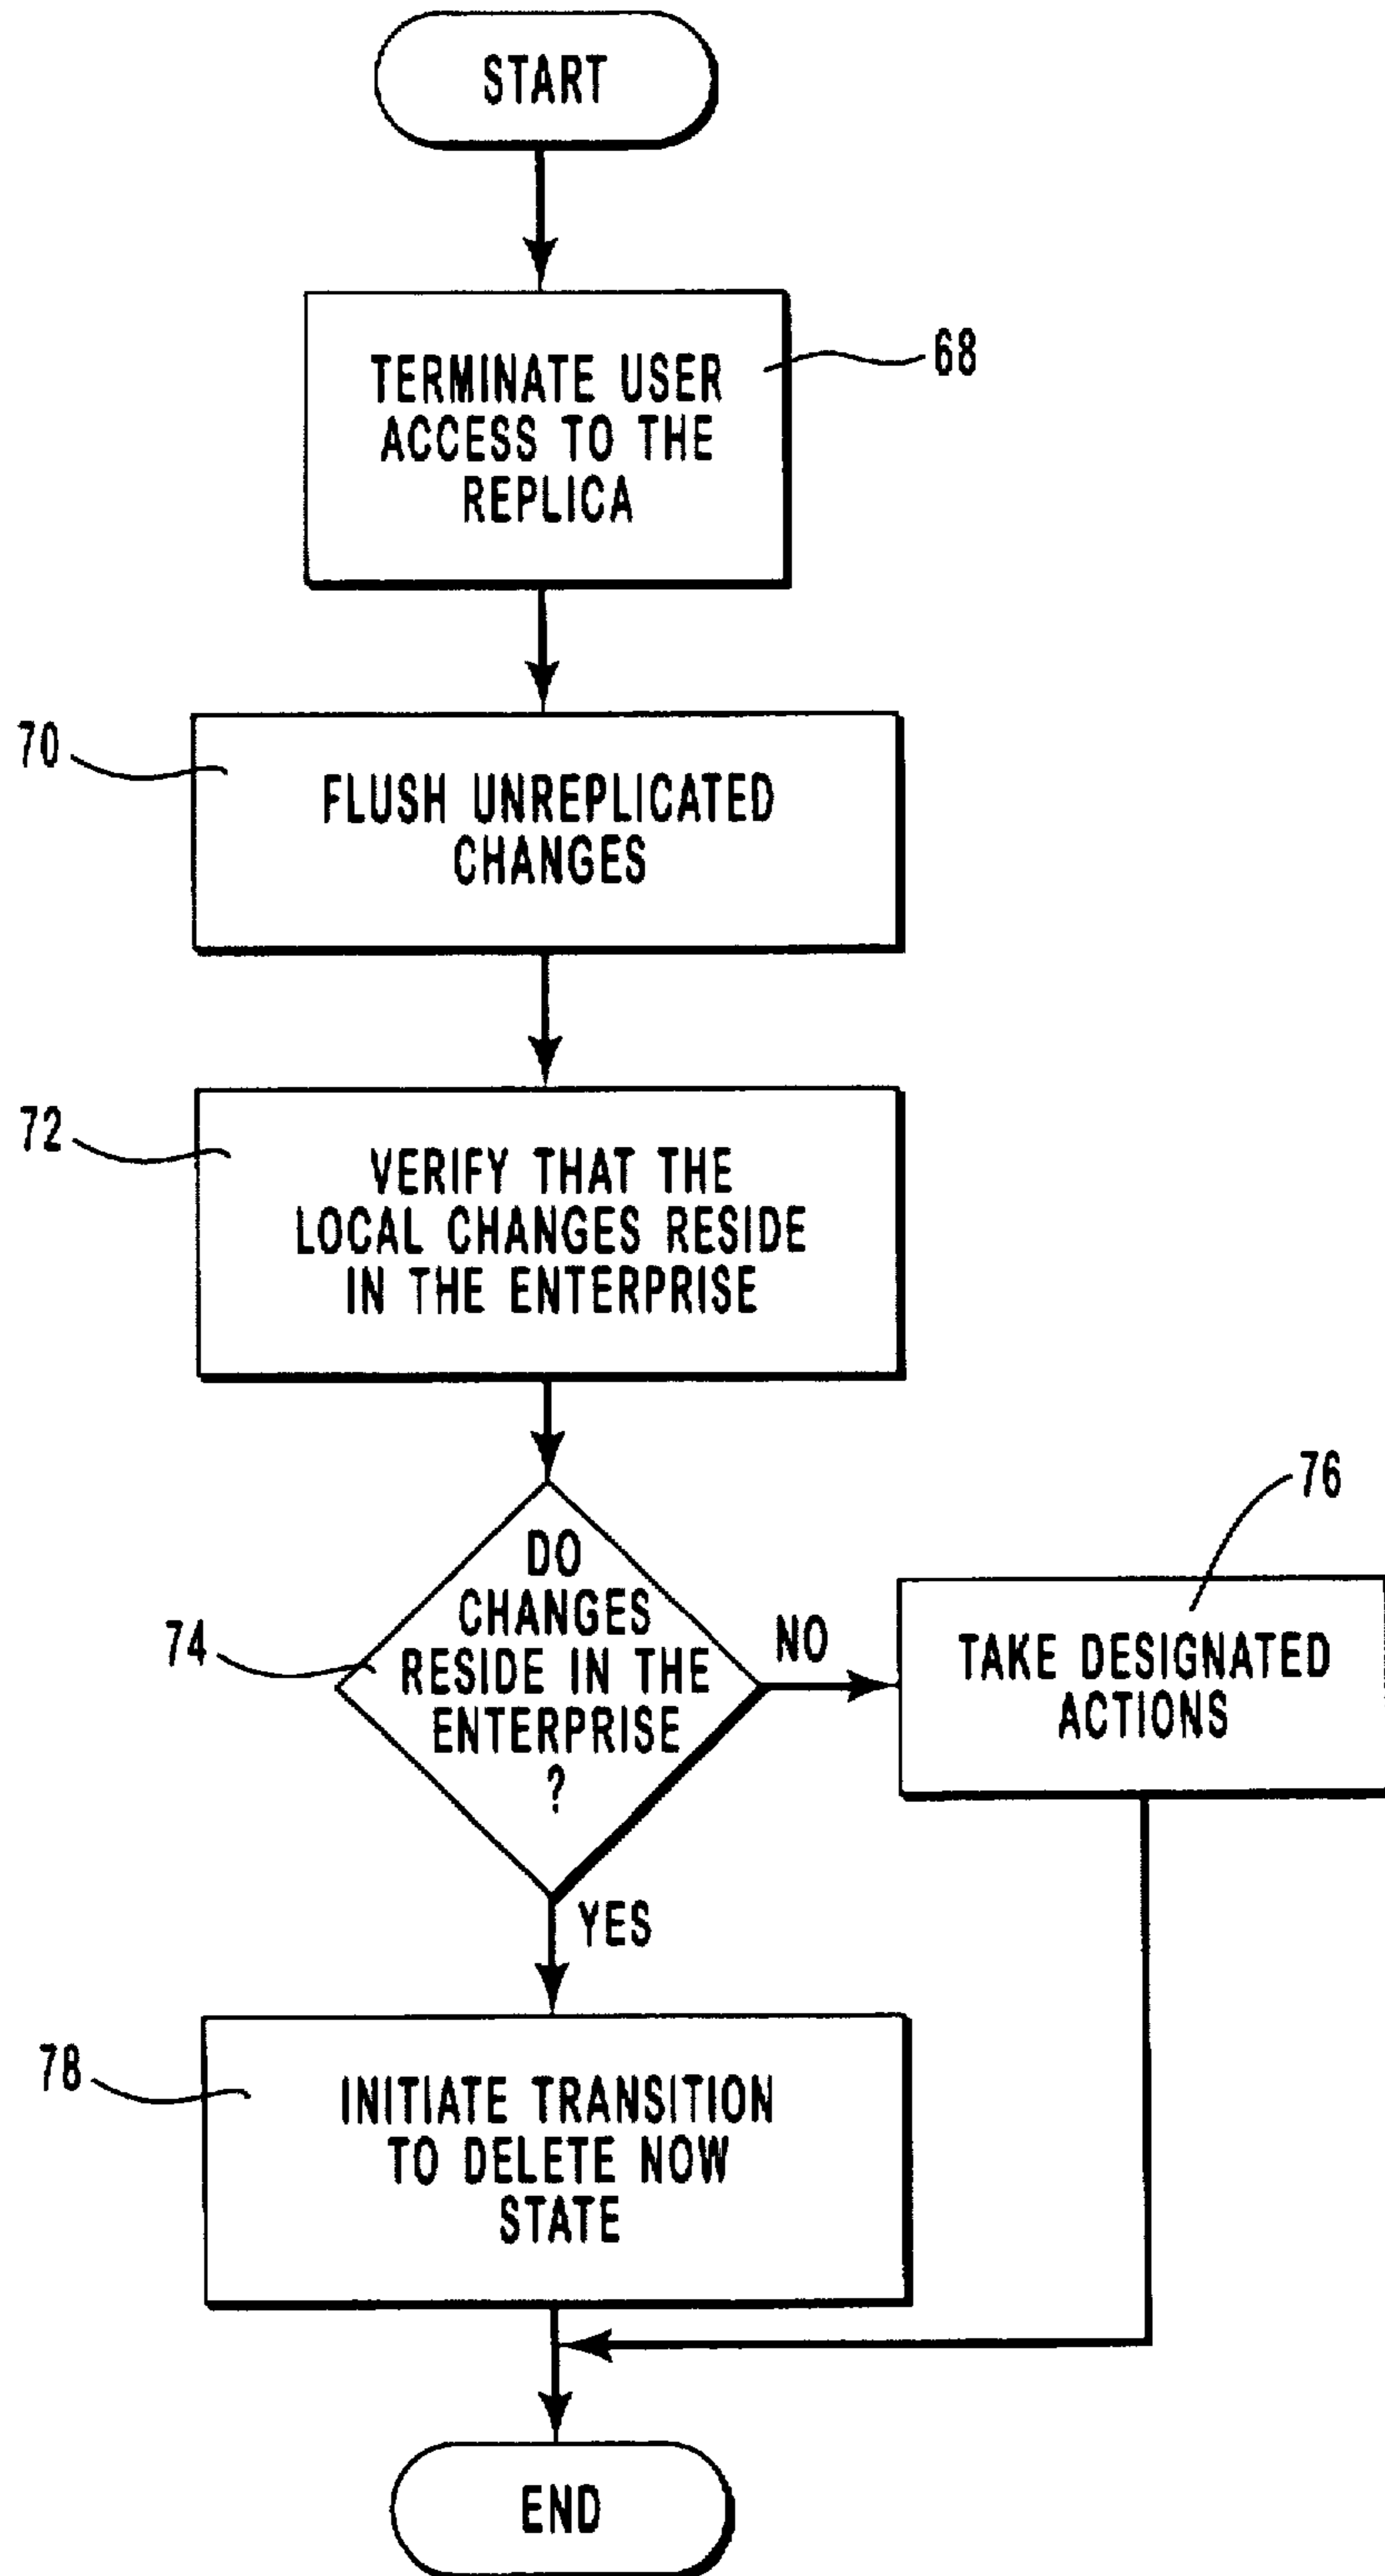 START
TERMINATE USER
ACCESS TO THE
REPLICA
68
70
FLUSH UNREPLICATED
CHANGES
72
VERIFY THAT THE
LOCAL CHANGES RESIDE
IN THE ENTERPRISE
74
DO
CHANGES
RESIDE IN THE
ENTERPRISE
?
NO
76
TAKE DESIGNATED
ACTIONS
YES
78
INITIATE TRANSITION
TO DELETE NOW
STATE
END